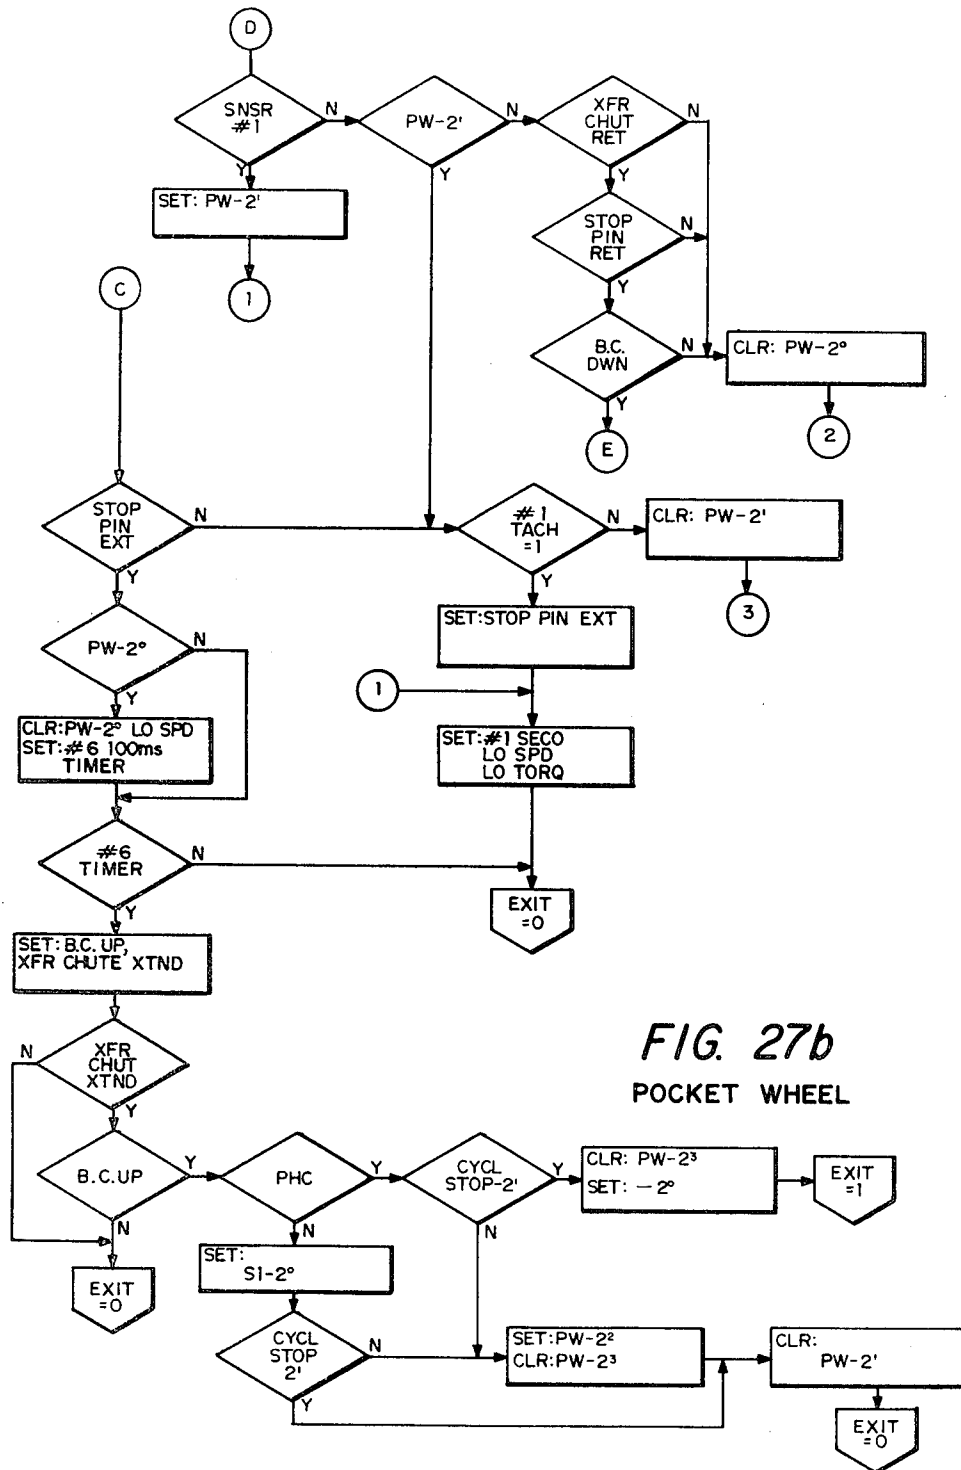 D
SNSR
#1
N
Y
PW-2'
N
Y
XFR
CHUT
RET
N
Y
SET: PW-2'
1
STOP
PIN
RET
N
Y
C
B.C.
DWN
N
Y
CLR: PW-2°
E
2
STOP
PIN
EXT
N
Y
#1
TACH
=1
N
Y
CLR: PW-2'
3
SET:STOP PIN EXT
PW-2°
N
Y
1
CLR:PW-2° LO SPD
SET:#6 100ms
TIMER
SET:#1 SECO
LO SPD
LO TORQ
#6
TIMER
N
Y
EXIT
=0
SET: B.C. UP,
XFR CHUTE XTND
XFR
CHUT
XTND
N
Y
FIG. 27b
POCKET WHEEL
B.C.UP
Y
N
PHC
Y
N
CYCL
STOP-2'
Y
N
CLR: PW-2³
SET: -2°
EXIT
=1
EXIT
=0
SET:
S1-2°
CYCL
STOP
2'
N
Y
SET:PW-2²
CLR:PW-2³
CLR:
PW-2'
EXIT
=0